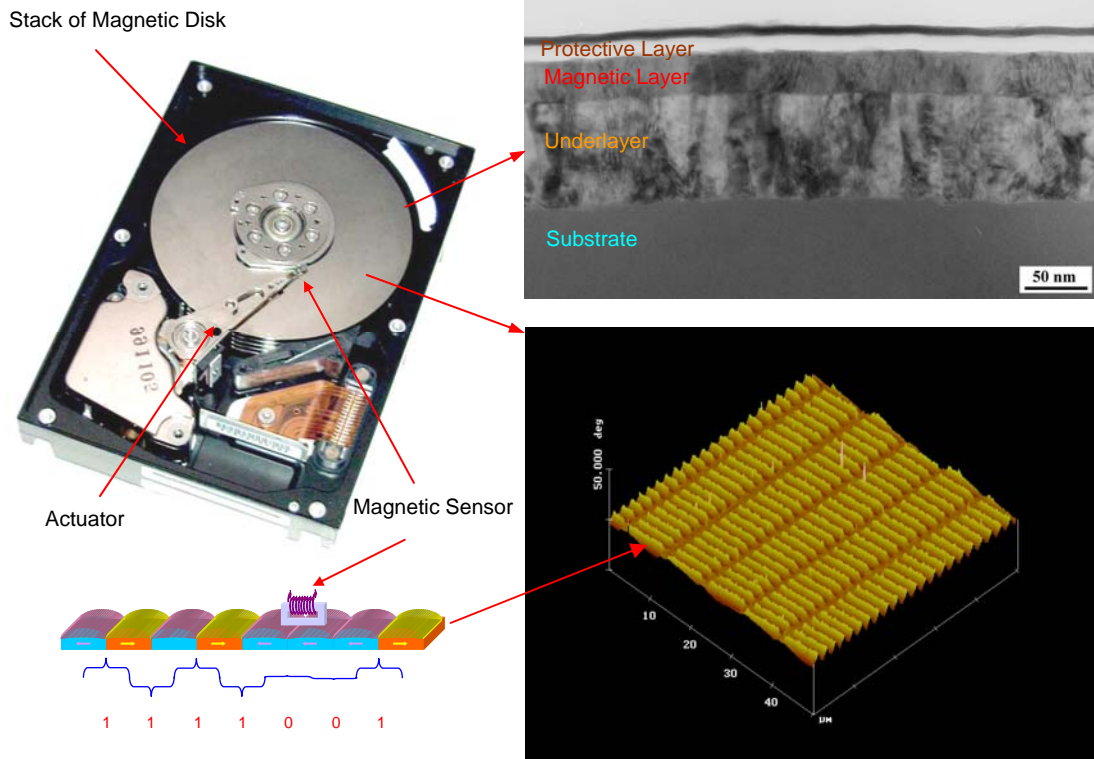 Stack of Magnetic Disk
Protective Layer
Magnetic Layer
Underlayer
Substrate
50 nm
991105
Actuator
Magnetic Sensor
50.000 deg
10
20
30
40
µM
1 1 1 1 0 0 1